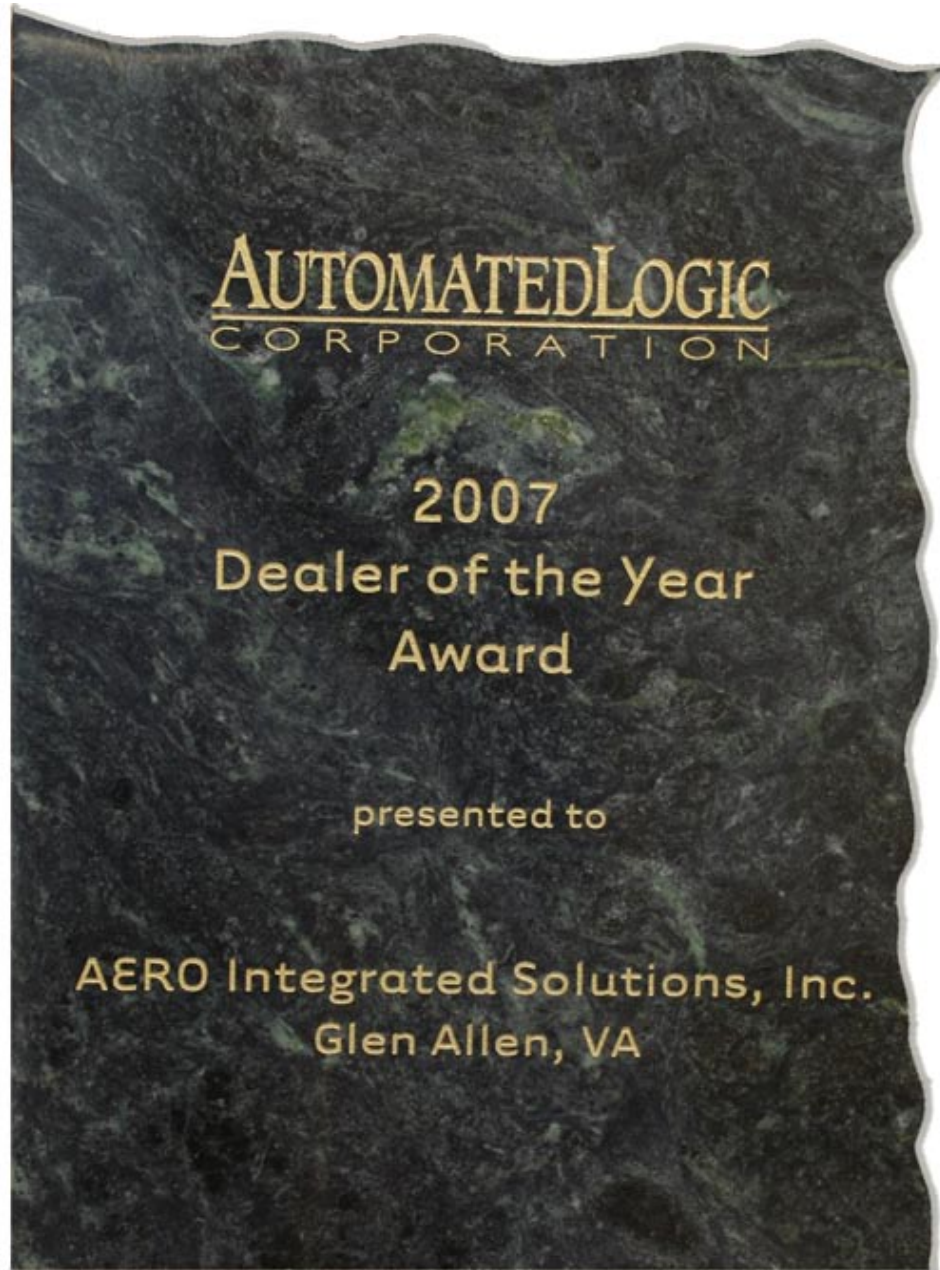 AUTOMATEDLOGIC
CORPORATION
2007
Dealer of the Year
Award
presented to
AERO Integrated Solutions, Inc.
Glen Allen, VA